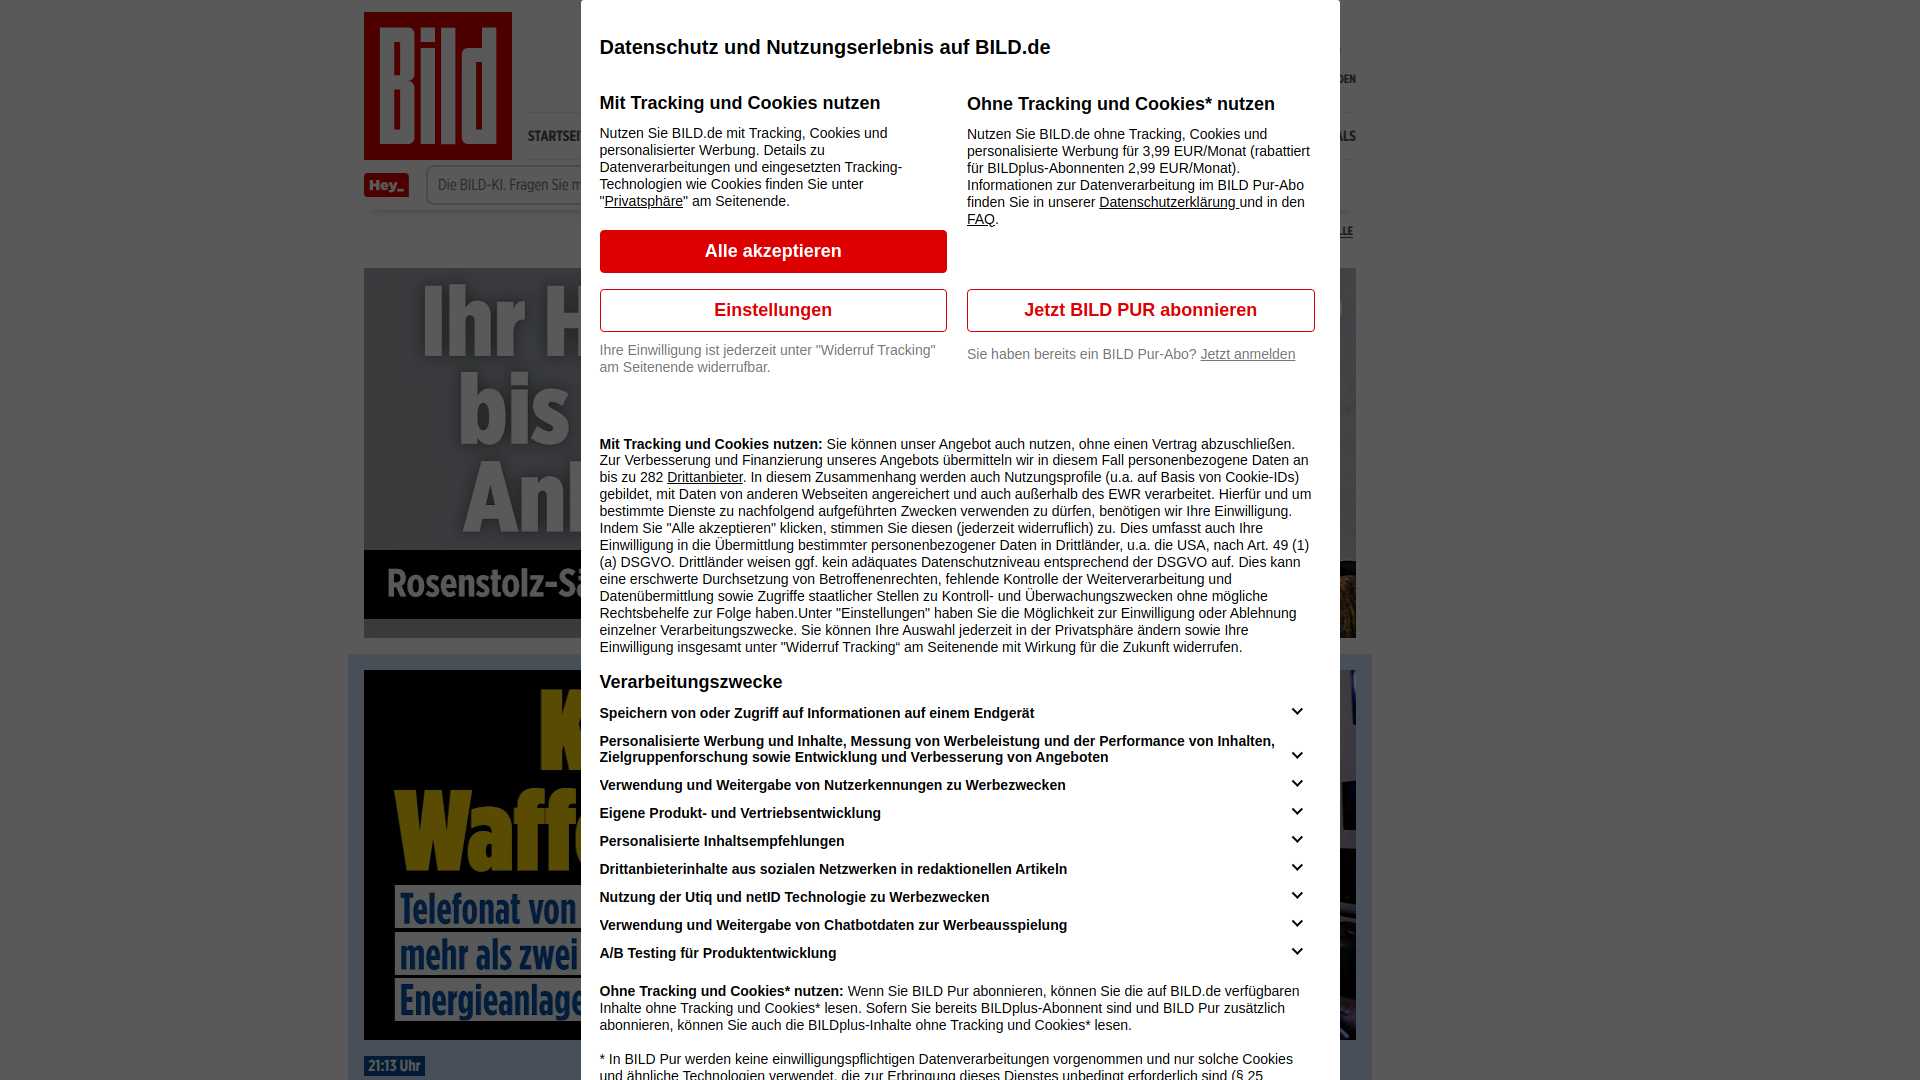 Bild
Datenschutz und Nutzungserlebnis auf BILD.de
Mit Tracking und Cookies nutzen
Nutzen Sie BILD.de mit Tracking, Cookies und
personalisierter Werbung. Details zu
Datenverarbeitungen und eingesetzten Tracking-
Technologien wie Cookies finden Sie unter
"Privatsphäre" am Seitenende.
Alle akzeptieren
Einstellungen
Ihre Einwilligung ist jederzeit unter "Widerruf Tracking"
am Seitenende widerrufbar.
Ohne Tracking und Cookies* nutzen
Nutzen Sie BILD.de ohne Tracking, Cookies und
personalisierte Werbung für 3,99 EUR/Monat (rabattiert
für BILDplus-Abonnenten 2,99 EUR/Monat).
Informationen zur Datenverarbeitung im BILD Pur-Abo
finden Sie in unserer Datenschutzerklärung und in den
FAQ.
Jetzt BILD PUR abonnieren
Sie haben bereits ein BILD Pur-Abo? Jetzt anmelden
Mit Tracking und Cookies nutzen: Sie können unser Angebot auch nutzen, ohne einen Vertrag abzuschließen.
Zur Verbesserung und Finanzierung unseres Angebots übermitteln wir in diesem Fall personenbezogene Daten an
bis zu 282 Drittanbieter. In diesem Zusammenhang werden auch Nutzungsprofile (u.a. auf Basis von Cookie-IDs)
gebildet, mit Daten von anderen Webseiten angereichert und auch außerhalb des EWR verarbeitet. Hierfür und um
bestimmte Dienste zu nachfolgend aufgeführten Zwecken verwenden zu dürfen, benötigen wir Ihre Einwilligung.
Indem Sie "Alle akzeptieren" klicken, stimmen Sie diesen (jederzeit widerruflich) zu. Dies umfasst auch Ihre
Einwilligung in die Übermittlung bestimmter personenbezogener Daten in Drittländer, u.a. die USA, nach Art. 49 (1)
(a) DSGVO. Drittländer weisen ggf. kein adäquates Datenschutzniveau entsprechend der DSGVO auf. Dies kann
eine erschwerte Durchsetzung von Betroffenenrechten, fehlende Kontrolle der Weiterverarbeitung und
Datenübermittlung sowie Zugriffe staatlicher Stellen zu Kontroll- und Überwachungszwecken ohne mögliche
Rechtsbehelfe zur Folge haben.Unter "Einstellungen" haben Sie die Möglichkeit zur Einwilligung oder Ablehnung
einzelner Verarbeitungszwecke. Sie können Ihre Auswahl jederzeit in der Privatsphäre ändern sowie Ihre
Einwilligung insgesamt unter "Widerruf Tracking“ am Seitenende mit Wirkung für die Zukunft widerrufen.
Verarbeitungszwecke
Speichern von oder Zugriff auf Informationen auf einem Endgerät
Personalisierte Werbung und Inhalte, Messung von Werbeleistung und der Performance von Inhalten,
Zielgruppenforschung sowie Entwicklung und Verbesserung von Angeboten
Verwendung und Weitergabe von Nutzerkennungen zu Werbezwecken
Eigene Produkt- und Vertriebsentwicklung
Personalisierte Inhaltsempfehlungen
Drittanbieterinhalte aus sozialen Netzwerken in redaktionellen Artikeln
Nutzung der Utiq und netID Technologie zu Werbezwecken
Verwendung und Weitergabe von Chatbotdaten zur Werbeausspielung
A/B Testing für Produktentwicklung
Ohne Tracking und Cookies* nutzen: Wenn Sie BILD Pur abonnieren, können Sie die auf BILD.de verfügbaren
Inhalte ohne Tracking und Cookies* lesen. Sofern Sie bereits BILDplus-Abonnent sind und BILD Pur zusätzlich
abonnieren, können Sie auch die BILDplus-Inhalte ohne Tracking und Cookies* lesen.
* In BILD Pur werden keine einwilligungspflichtigen Datenverarbeitungen vorgenommen und nur solche Cookies
und ähnliche Technologien verwendet, die zur Erbringung dieses Dienstes unbedingt erforderlich sind (§ 25
STARTSEI
Hey_
Die BILD-KI. Fragen Sie m
DEN
ALS
LLE
Ihr H
bis
An
Rosenstolz-Sä
K
Waffe
Telefonat von
mehr als zwei
Energieanlage
21:13 Uhr